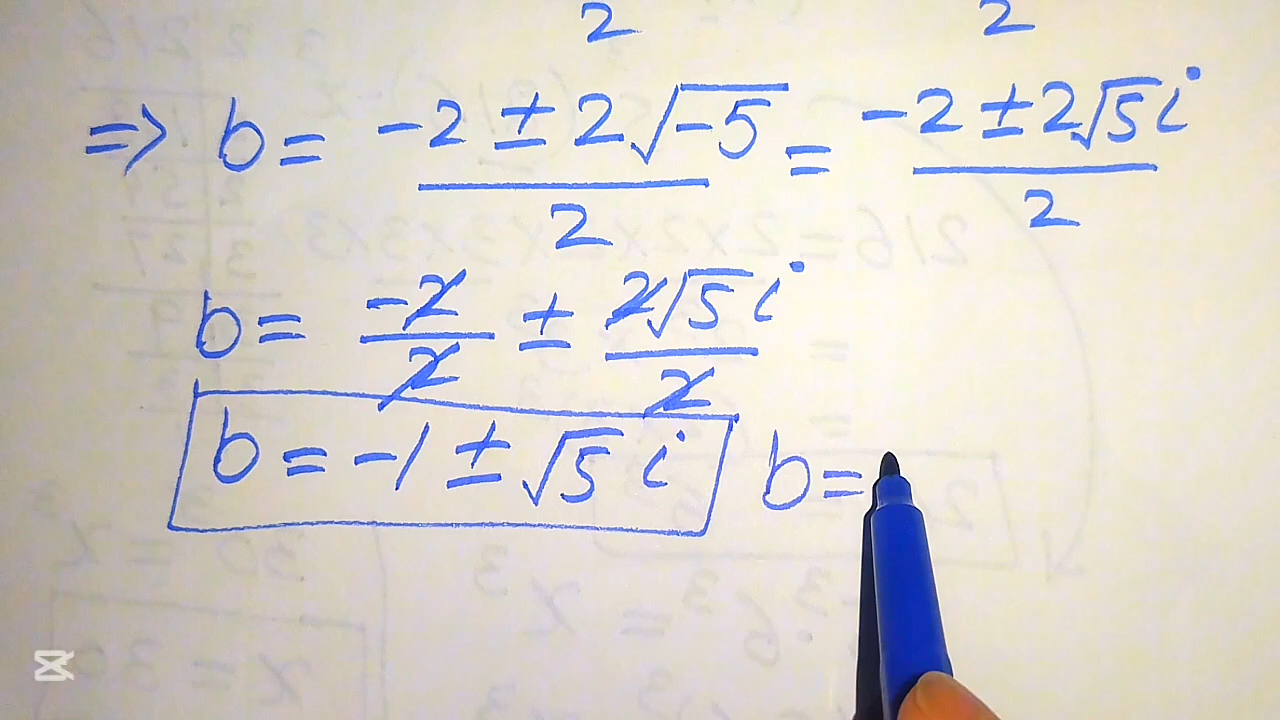 2 2
=> b = -2 ± 2√-5 / 2 = -2 ± 2√5 i / 2
b = -2/2 ± 2√5 i / 2
b = -1 ± √5 i b =